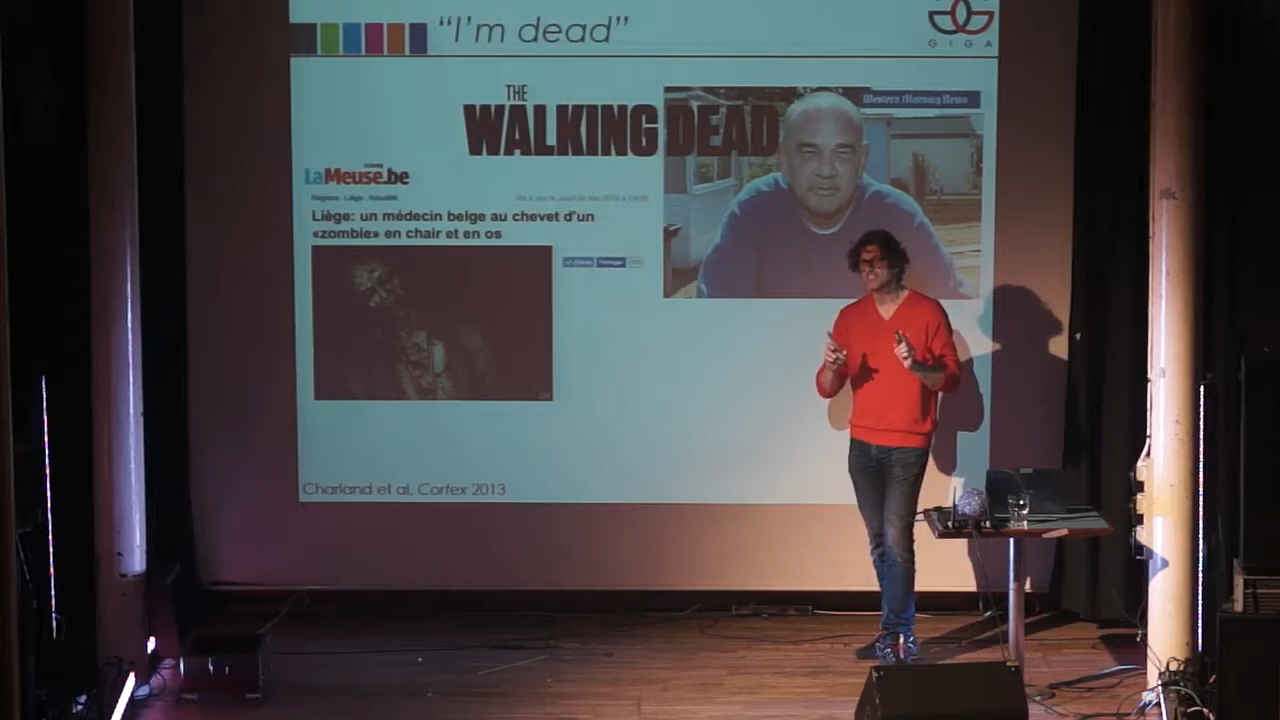 “I’m dead”
GIGA
THE
WALKING DEAD
Western Morning News
LaMeuse.be
Liège: un médecin belge au chevet d'un
«zombie» en chair et en os
Partager
Charland et al, Cortex 2013